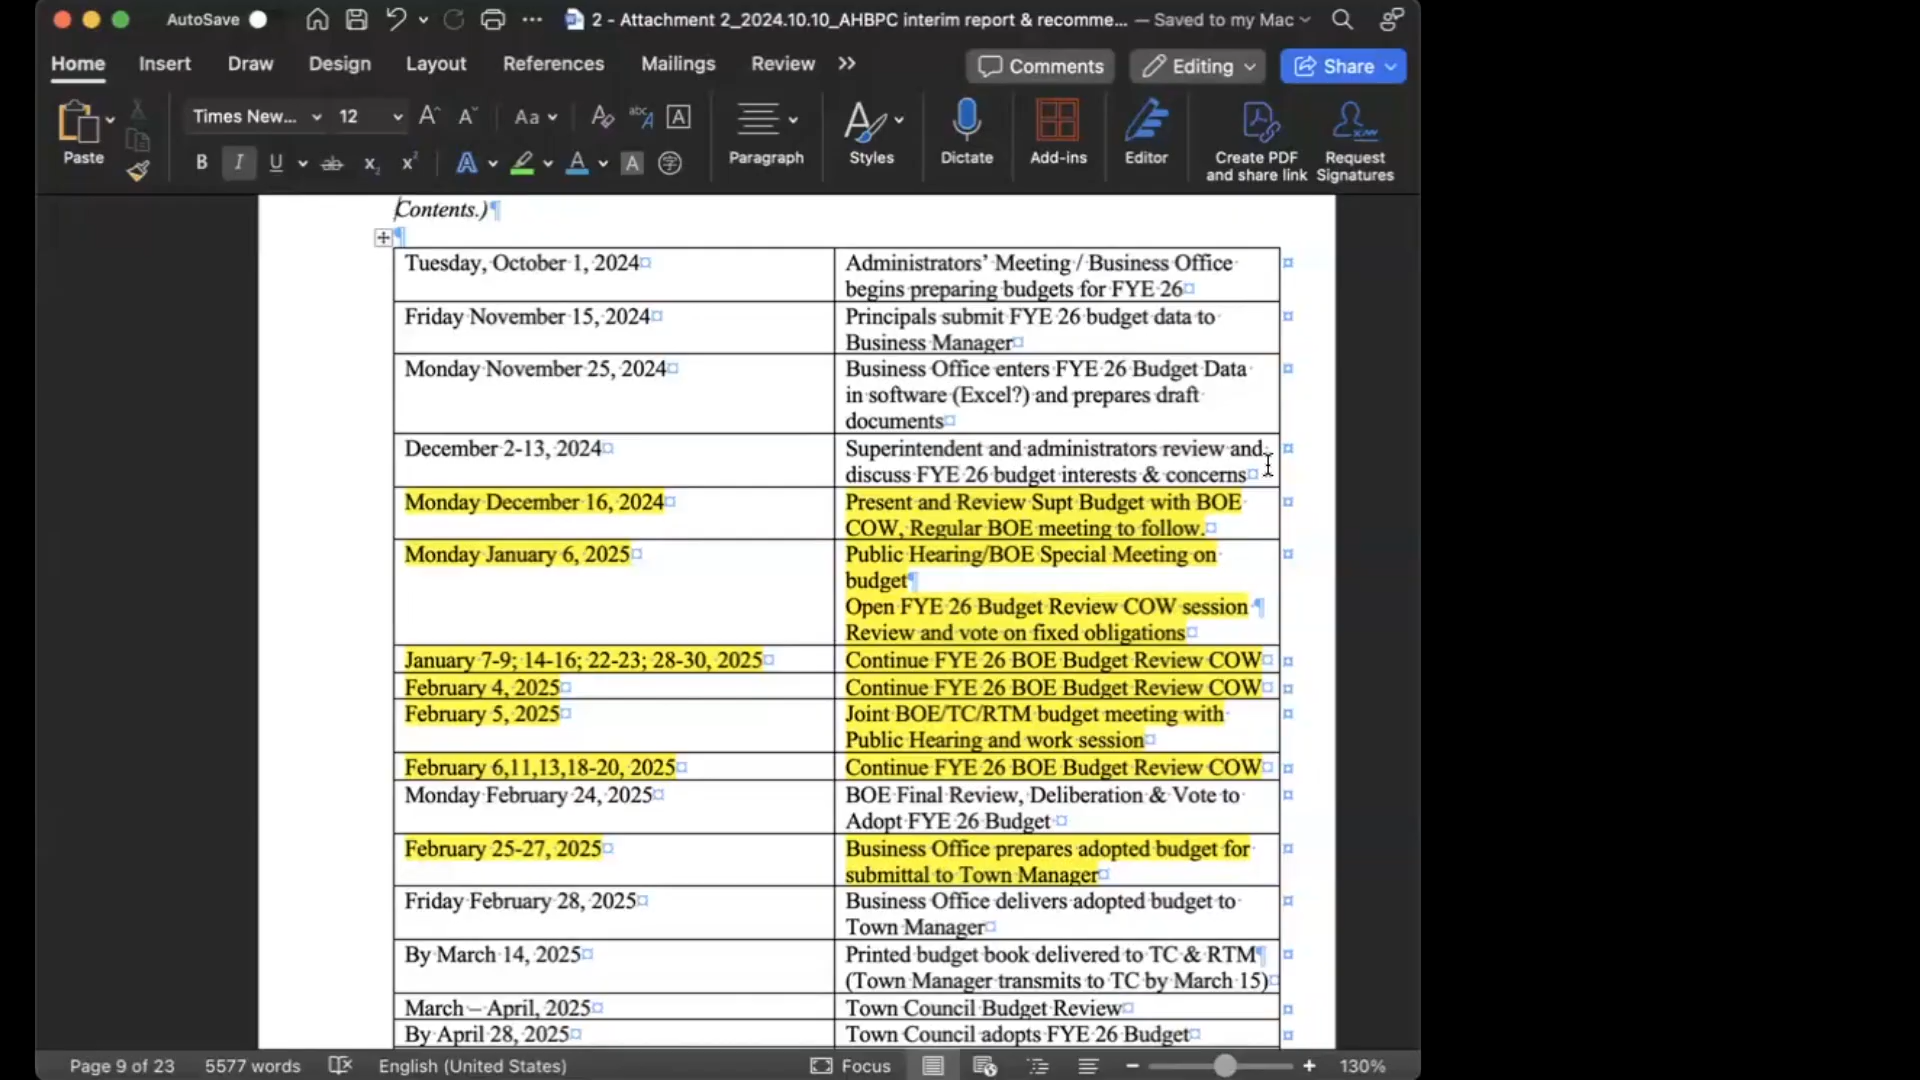 AutoSave
2 - Attachment 2_2024.10.10_AHBPC interim report & recomme... — Saved to my Mac
Home Insert Draw Design Layout References Mailings Review Comments Editing Share
Times New... 12 Aa
Paste Paragraph Styles Dictate Add-ins Editor Create PDF and share link Request Signatures
Contents.)
Tuesday, October 1, 2024
Administrators' Meeting / Business Office
begins preparing budgets for FYE 26
Friday November 15, 2024
Principals submit FYE 26 budget data to
Business Manager
Monday November 25, 2024
Business Office enters FYE 26 Budget Data
in software (Excel?) and prepares draft
documents
December 2-13, 2024
Superintendent and administrators review and
discuss FYE 26 budget interests & concerns
Monday December 16, 2024
Present and Review Supt Budget with BOE
COW, Regular BOE meeting to follow.
Monday January 6, 2025
Public Hearing/BOE Special Meeting on
budget
Open FYE 26 Budget Review COW session
Review and vote on fixed obligations
January 7-9; 14-16; 22-23; 28-30, 2025
Continue FYE 26 BOE Budget Review COW
February 4, 2025
Continue FYE 26 BOE Budget Review COW
February 5, 2025
Joint BOE/TC/RTM budget meeting with
Public Hearing and work session
February 6,11,13,18-20, 2025
Continue FYE 26 BOE Budget Review COW
Monday February 24, 2025
BOE Final Review, Deliberation & Vote to
Adopt FYE 26 Budget
February 25-27, 2025
Business Office prepares adopted budget for
submittal to Town Manager
Friday February 28, 2025
Business Office delivers adopted budget to
Town Manager
By March 14, 2025
Printed budget book delivered to TC & RTM
(Town Manager transmits to TC by March 15)
March – April, 2025
Town Council Budget Review
By April 28, 2025
Town Council adopts FYE 26 Budget
Page 9 of 23 5577 words English (United States) Focus 130%